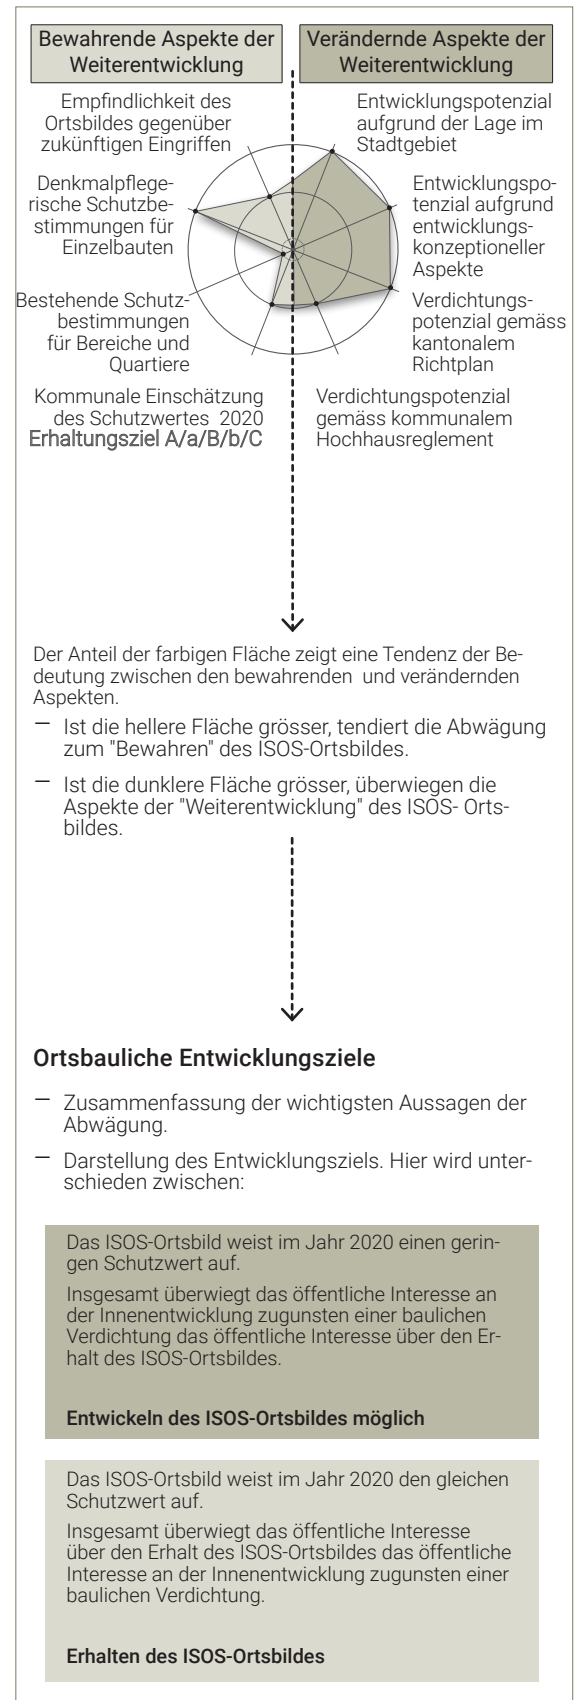 Bewahrende Aspekte der
Weiterentwicklung
Verändernde Aspekte der
Weiterentwicklung
Empfindlichkeit des
Ortsbildes gegenüber
zukünftigen Eingriffen
Entwicklungspotenzial
aufgrund der Lage im
Stadtgebiet
Denkmalpflege-
rische Schutzbe-
stimmungen für
Einzelbauten
Entwicklungspo-
tenzial aufgrund
entwicklungs-
konzeptioneller
Aspekte
Bestehende Schutz-
bestimmungen
für Bereiche und
Quartiere
Verdichtungs-
potenzial gemäss
kantonalem
Richtplan
Kommunale Einschätzung
des Schutzwertes 2020
Erhaltungsziel A/a/B/b/C
Verdichtungspotenzial
gemäss kommunalem
Hochhausreglement
Der Anteil der farbigen Fläche zeigt eine Tendenz der Be-
deutung zwischen den bewahrenden und verändernden
Aspekten.
— Ist die hellere Fläche grösser, tendiert die Abwägung
zum "Bewahren" des ISOS-Ortsbildes.
— Ist die dunklere Fläche grösser, überwiegen die
Aspekte der "Weiterentwicklung" des ISOS- Orts-
bildes.
Ortsbauliche Entwicklungsziele
— Zusammenfassung der wichtigsten Aussagen der
Abwägung.
— Darstellung des Entwicklungsziels. Hier wird unter-
schieden zwischen:
Das ISOS-Ortsbild weist im Jahr 2020 einen gerin-
gen Schutzwert auf.
Insgesamt überwiegt das öffentliche Interesse an
der Innenentwicklung zugunsten einer baulichen
Verdichtung das öffentliche Interesse über den Er-
halt des ISOS-Ortsbildes.
Entwickeln des ISOS-Ortsbildes möglich
Das ISOS-Ortsbild weist im Jahr 2020 den gleichen
Schutzwert auf.
Insgesamt überwiegt das öffentliche Interesse
über den Erhalt des ISOS-Ortsbildes das öffentliche
Interesse an der Innenentwicklung zugunsten einer
baulichen Verdichtung.
Erhalten des ISOS-Ortsbildes